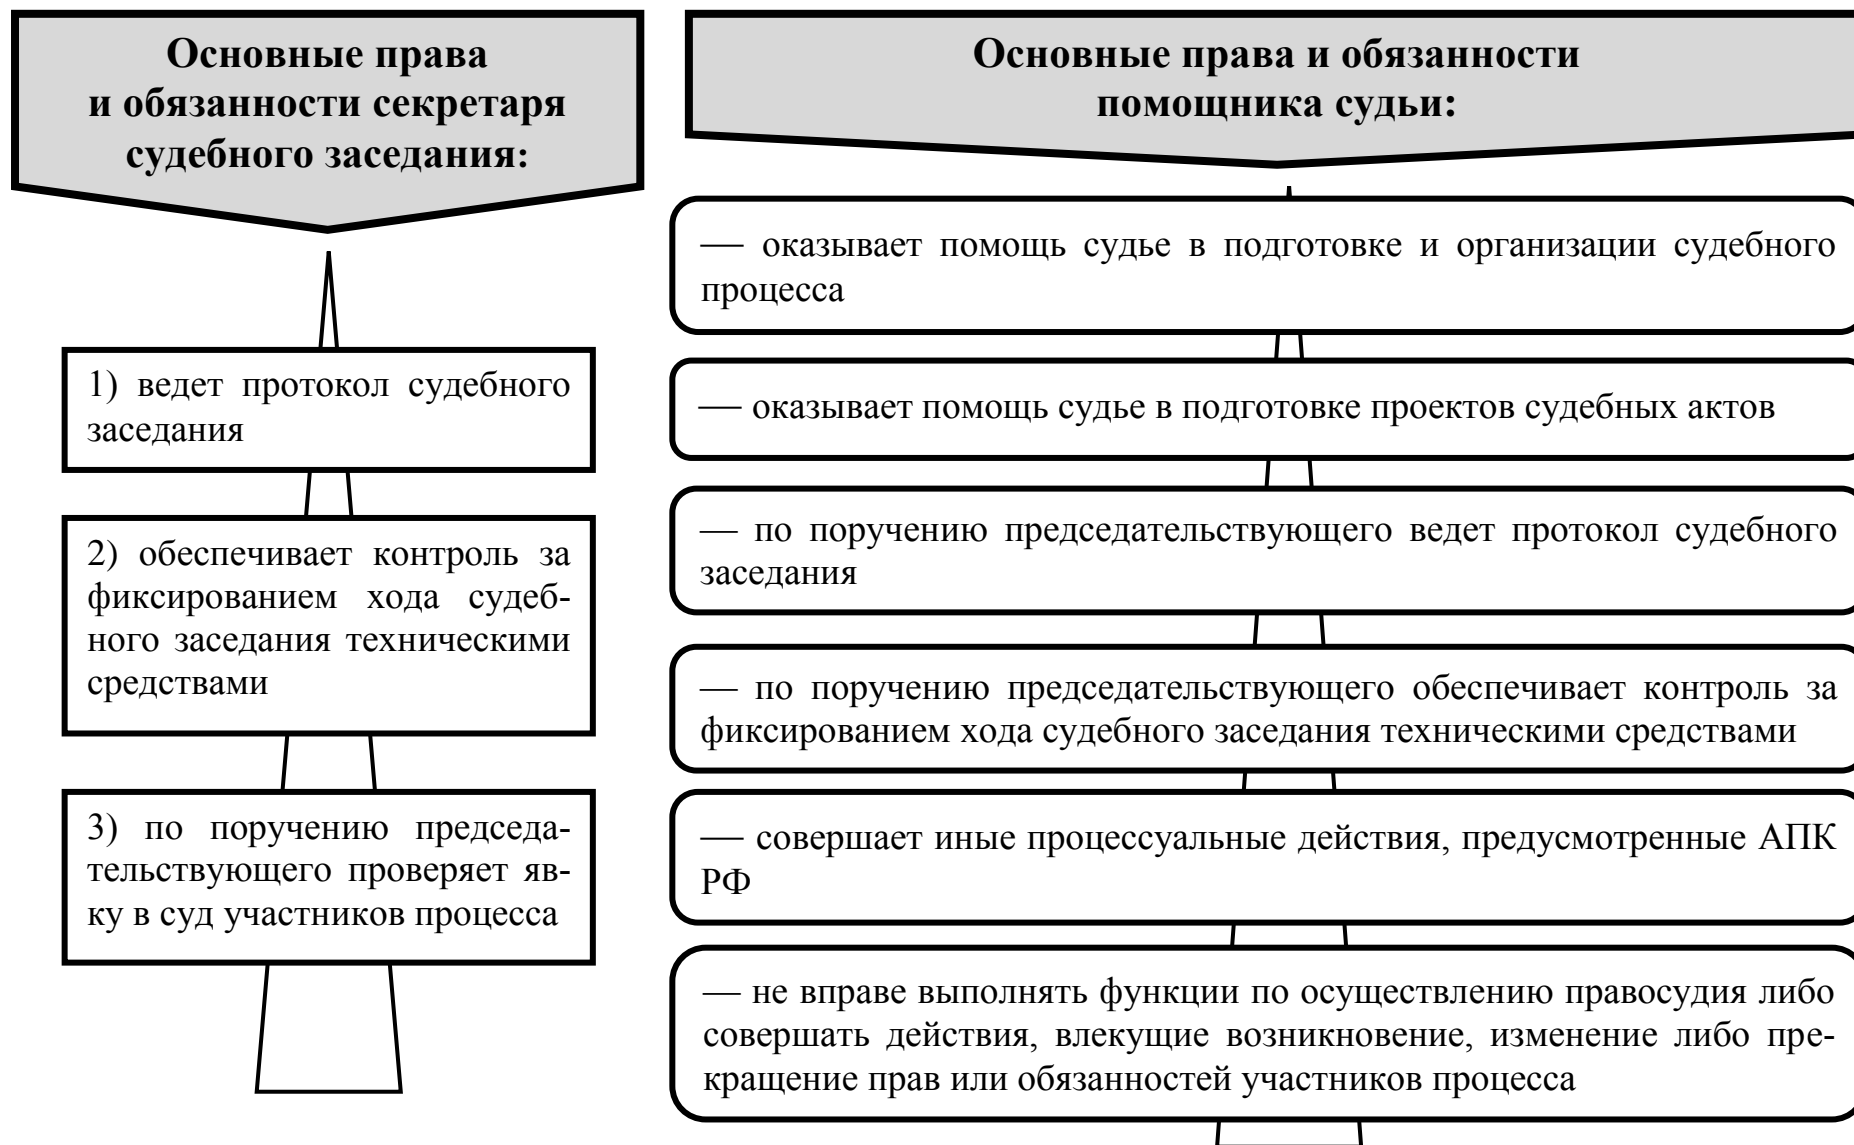 Основные права
и обязанности секретаря
судебного заседания:
1) ведет протокол судебного
заседания
2) обеспечивает контроль за
фиксированием хода судеб-
ного заседания техническими
средствами
3) по поручению председа-
тельствующего проверяет яв-
ку в суд участников процесса
Основные права и обязанности
помощника судьи:
— оказывает помощь судье в подготовке и организации судебного
процесса
— оказывает помощь судье в подготовке проектов судебных актов
— по поручению председательствующего ведет протокол судебного
заседания
— по поручению председательствующего обеспечивает контроль за
фиксированием хода судебного заседания техническими средствами
— совершает иные процессуальные действия, предусмотренные АПК
РФ
— не вправе выполнять функции по осуществлению правосудия либо
совершать действия, влекущие возникновение, изменение либо пре-
кращение прав или обязанностей участников процесса